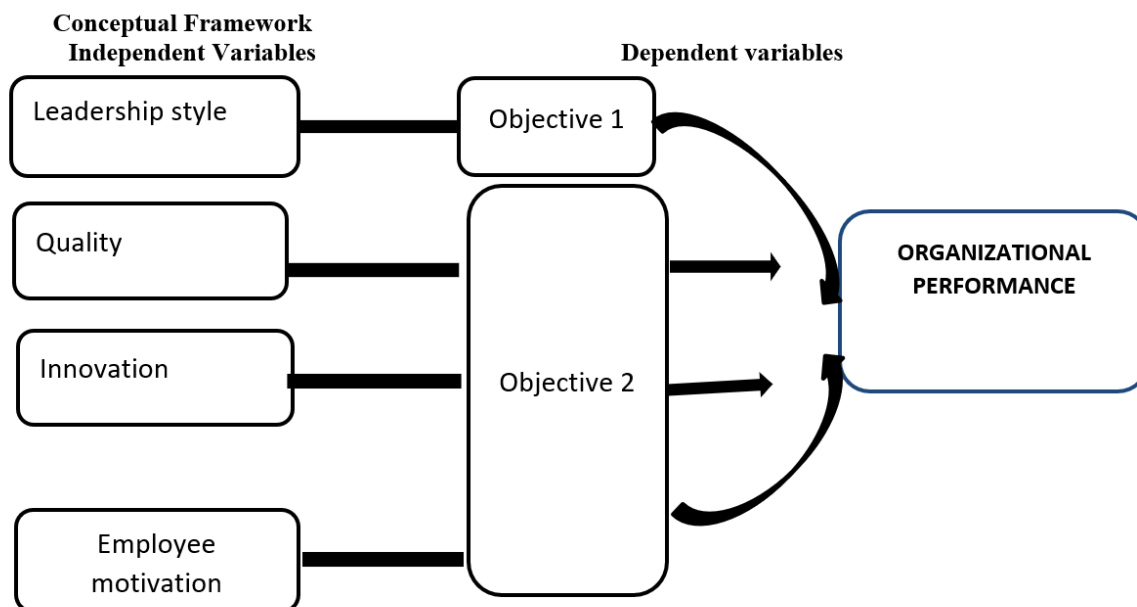 Conceptual Framework
Independent Variables
Dependent variables
Leadership style
Objective 1
Quality
ORGANIZATIONAL
PERFORMANCE
Innovation
Objective 2
Employee
motivation